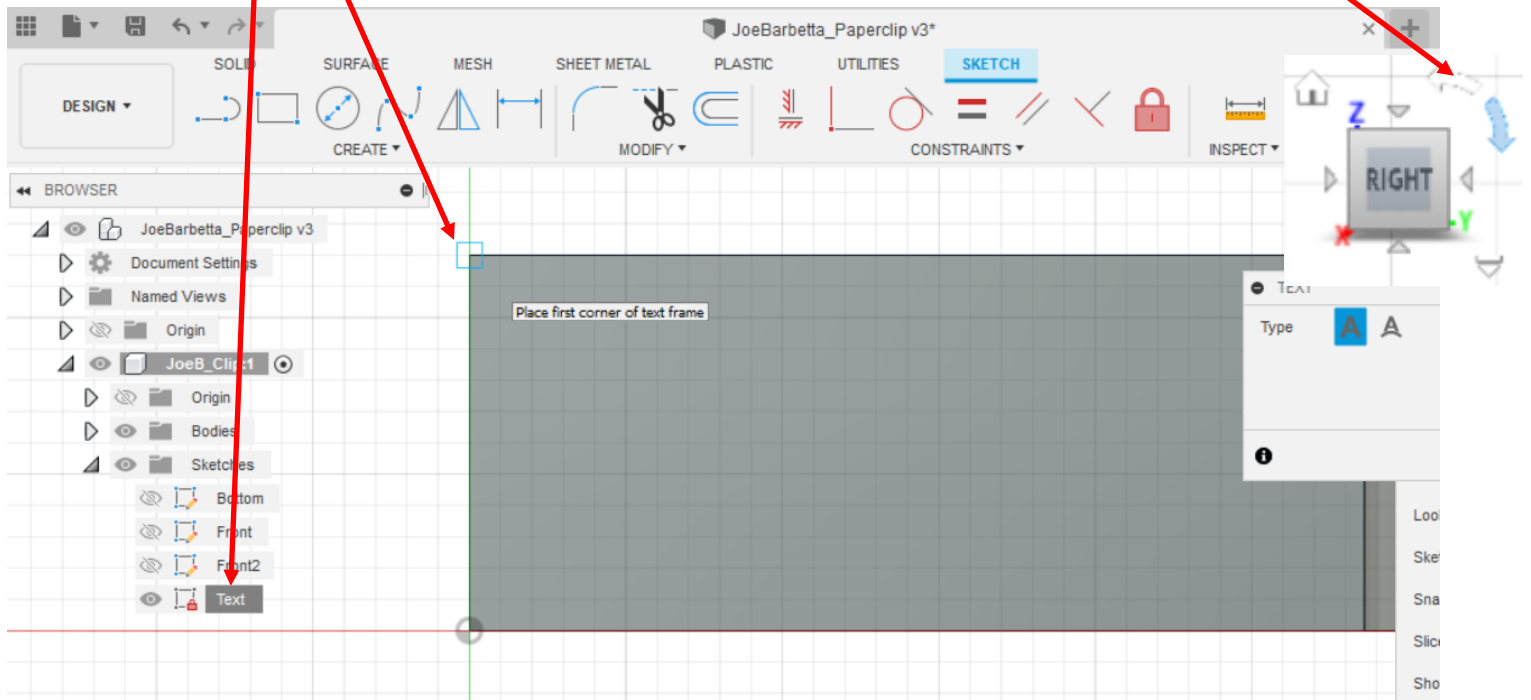 JoeBarbetta_Paperclip v3*
SOLID SURFACE MESH SHEET METAL PLASTIC UTILITIES SKETCH
DESIGN
CREATE MODIFY CONSTRAINTS INSPECT
Z
RIGHT
X Y
BROWSER
JoeBarbetta_Paperclip v3
Document Settings
Named Views
Origin
JoeB_Clip:1
Origin
Bodies
Sketches
Bottom
Front
Front2
Text
Place first corner of text frame
TEXT
Type A A
Loo
Ske
Sna
Slic
Sho